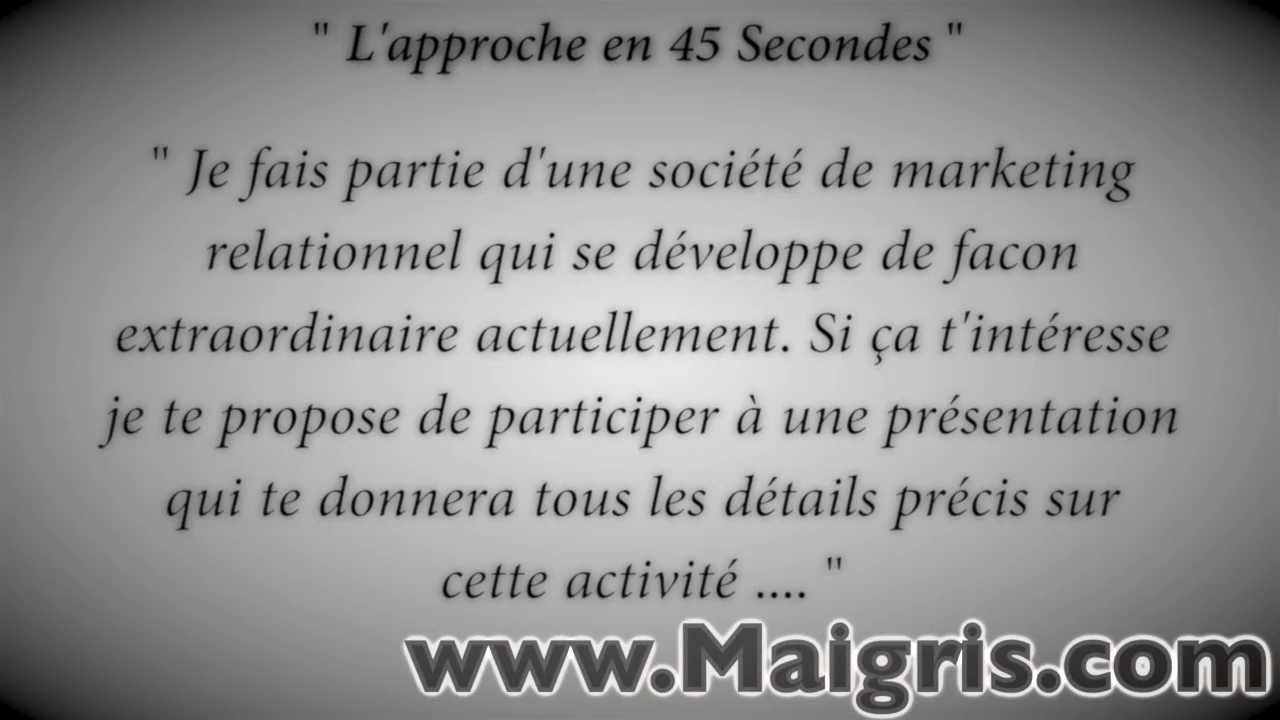 " L'approche en 45 Secondes "
" Je fais partie d'une société de marketing
relationnel qui se développe de facon
extraordinaire actuellement. Si ça t'intéresse
je te propose de participer à une présentation
qui te donnera tous les détails précis sur
cette activité .... "
www.Maigris.com